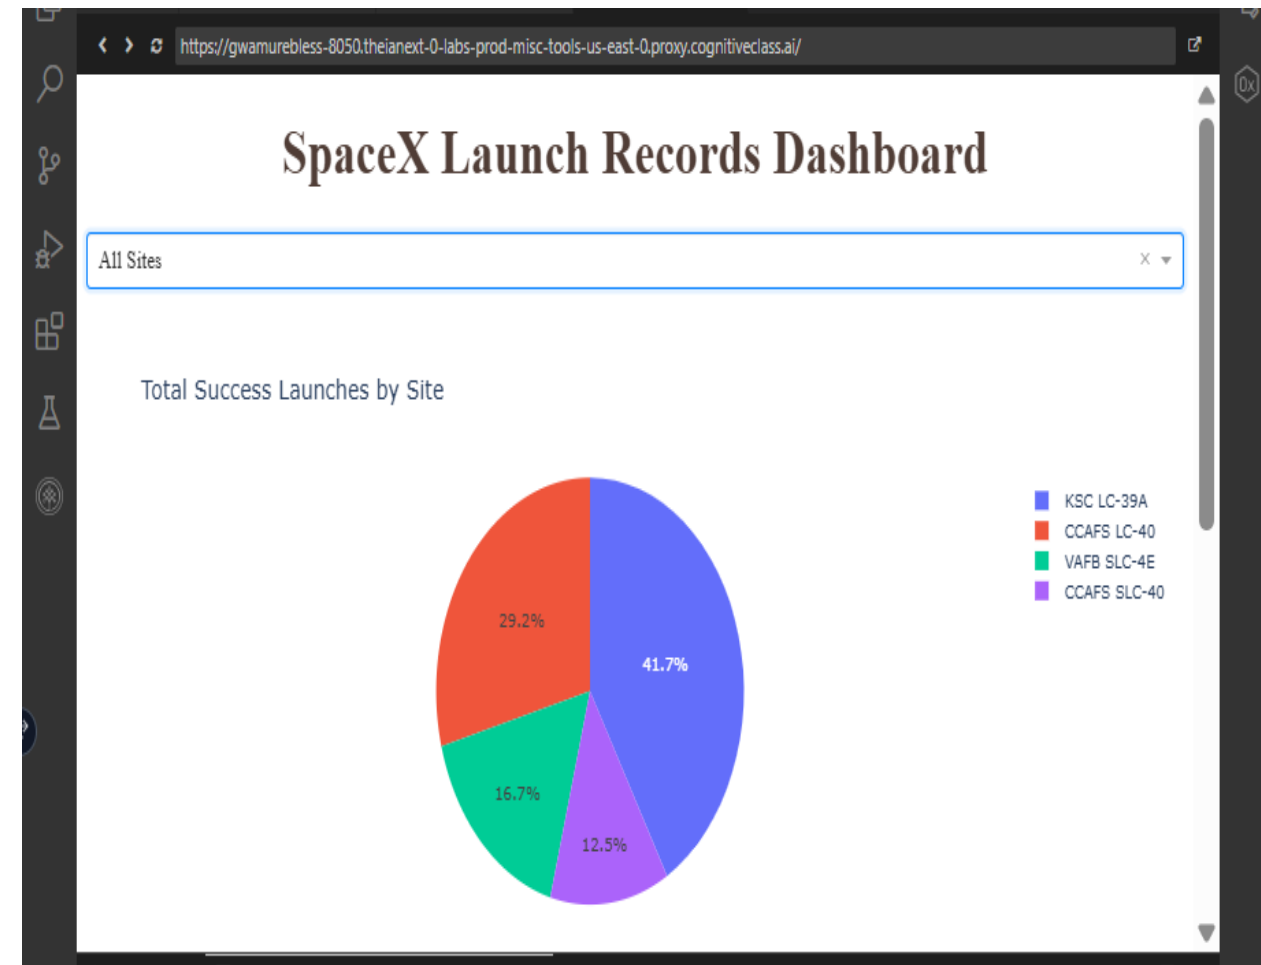 https://gwamurebless-8050.theianext-0-labs-prod-misc-tools-us-east-0.proxy.cognitiveclass.ai/
0x
SpaceX Launch Records Dashboard
All Sites
Total Success Launches by Site
KSC LC-39A
CCAFS LC-40
VAFB SLC-4E
CCAFS SLC-40
29.2%
41.7%
16.7%
12.5%